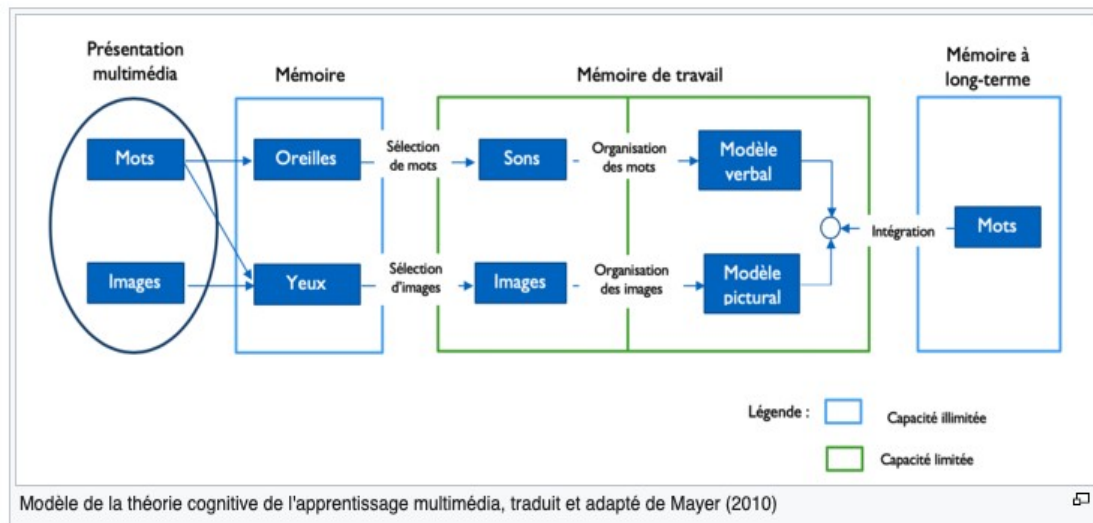 Présentation
multimédia
Mémoire
Mémoire de travail
Mémoire à
long-terme
Mots
Oreilles
Sélection
de mots
Sons
Organisation
des mots
Modèle
verbal
Intégration
Mots
Images
Yeux
Sélection
d'images
Images
Organisation
des images
Modèle
pictural
Légende :
Capacité illimitée
Capacité limitée
Modèle de la théorie cognitive de l'apprentissage multimédia, traduit et adapté de Mayer (2010)